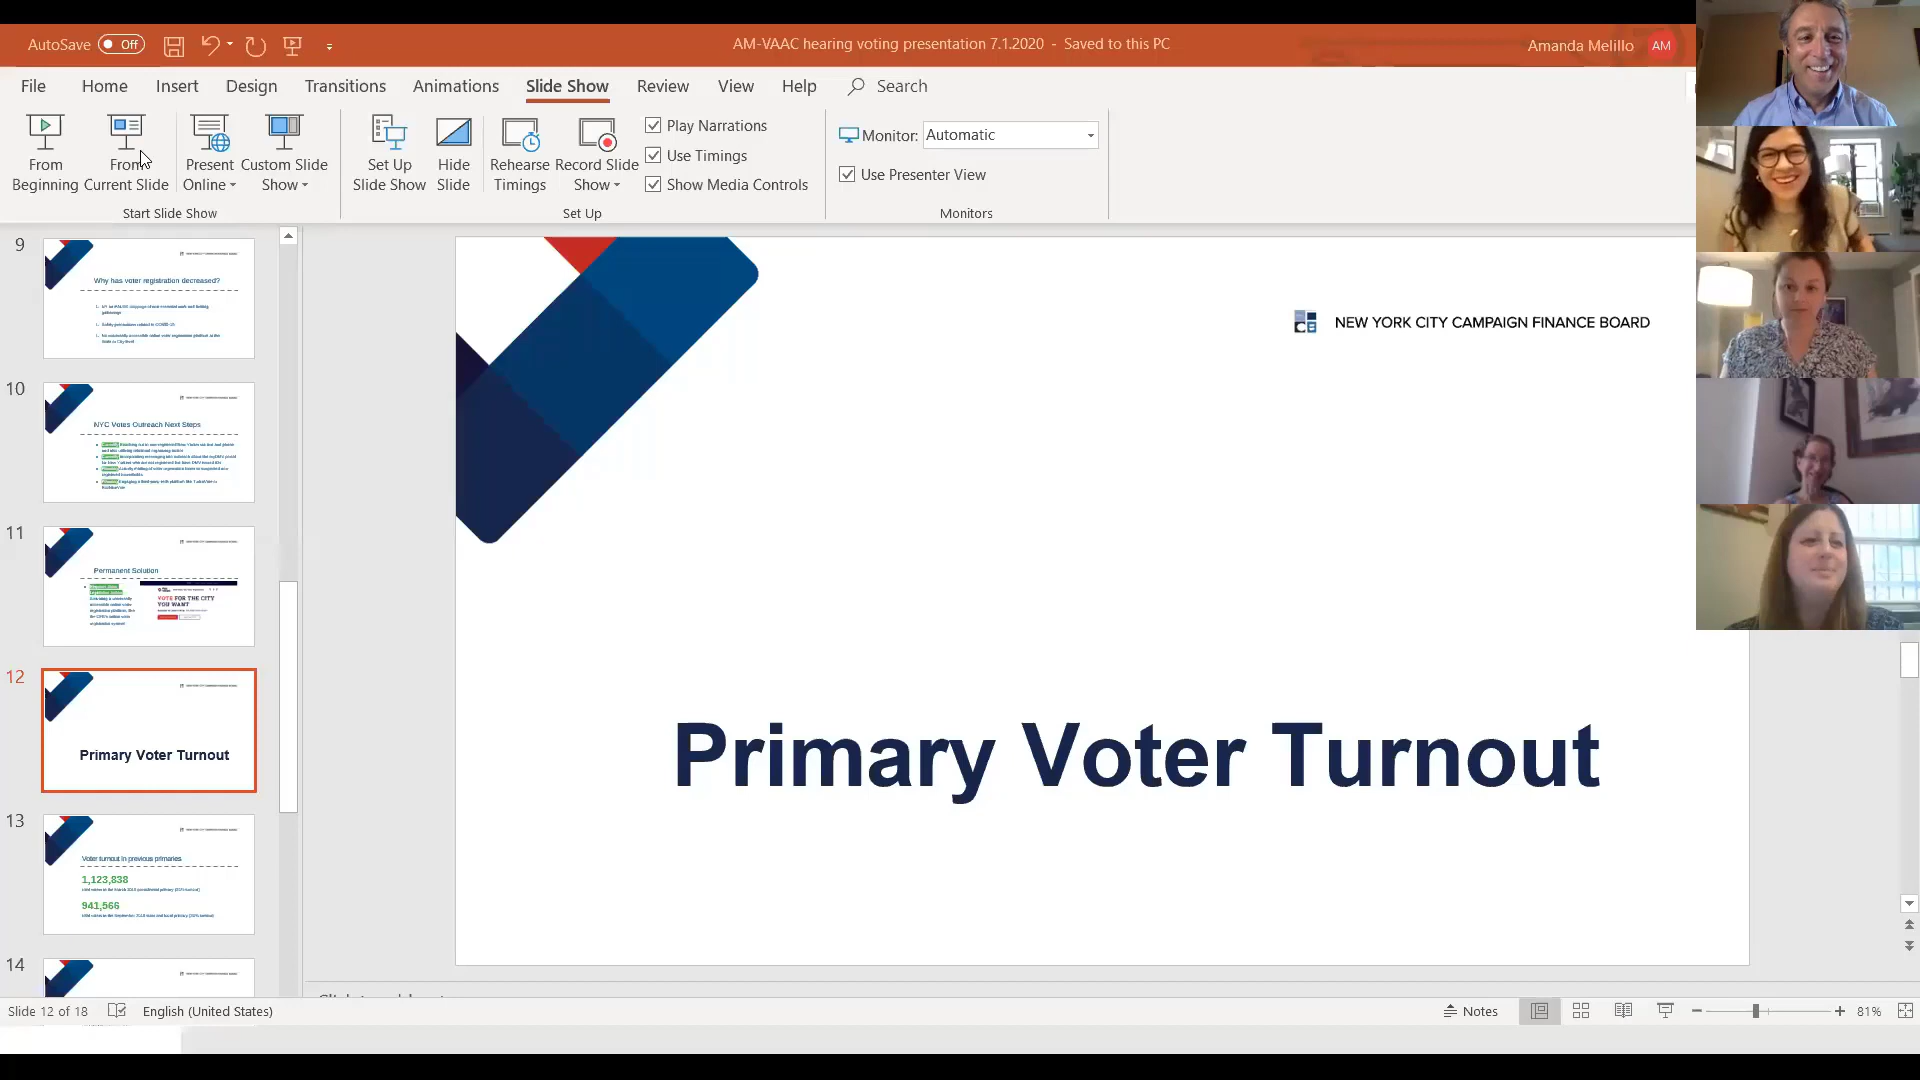 AutoSave Off
AM-VAAC hearing voting presentation 7.1.2020 - Saved to this PC
Amanda Melillo AM
File Home Insert Design Transitions Animations Slide Show Review View Help Search
From Beginning
From Current Slide
Present Online
Custom Slide Show
Start Slide Show
Set Up Slide Show
Hide Slide
Rehearse Timings
Record Slide Show
Play Narrations
Use Timings
Show Media Controls
Set Up
Monitor: Automatic
Use Presenter View
Monitors
9
Why has voter registration decreased?
10
NYC Votes Outreach Next Steps
11
Permanent Solution
VOTE FOR THE CITY
YOU WANT
12
Primary Voter Turnout
13
Voter turnout in previous primaries
1,123,838
941,566
14
NEW YORK CITY CAMPAIGN FINANCE BOARD
Primary Voter Turnout
Slide 12 of 18
English (United States)
Notes
81%